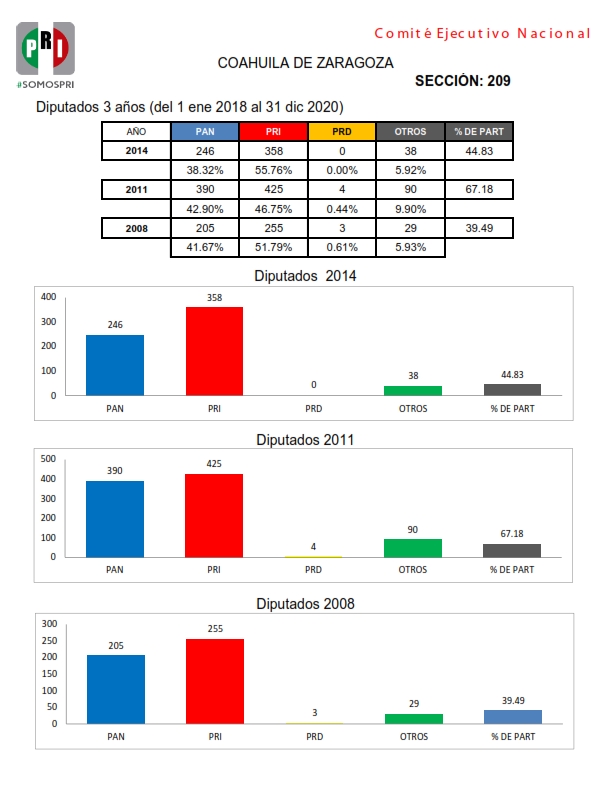 Comité Ejecutivo Nacional
PRI
#SOMOSPRI
COAHUILA DE ZARAGOZA
SECCIÓN: 209
Diputados 3 años (del 1 ene 2018 al 31 dic 2020)
AÑO PAN PRI PRD OTROS % DE PART
2014 246 358 0 38 44.83
38.32% 55.76% 0.00% 5.92%
2011 390 425 4 90 67.18
42.90% 46.75% 0.44% 9.90%
2008 205 255 3 29 39.49
41.67% 51.79% 0.61% 5.93%
Diputados 2014
400
300
200
100
0
246 358 0 38 44.83
PAN PRI PRD OTROS % DE PART
Diputados 2011
500
400
300
200
100
0
390 425 4 90 67.18
PAN PRI PRD OTROS % DE PART
Diputados 2008
300
250
200
150
100
50
0
205 255 3 29 39.49
PAN PRI PRD OTROS % DE PART